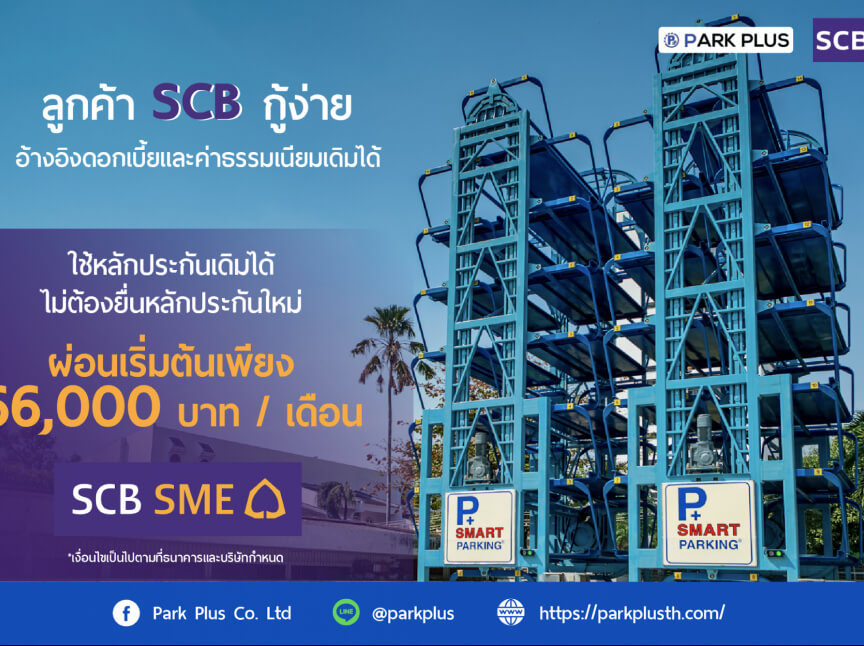 PARK PLUS
SCB
ลูกค้า SCB กู้ง่าย
อ้างอิงดอกเบี้ยและค่าธรรมเนียมเดิมได้
ใช้หลักประกันเดิมได้
ไม่ต้องยื่นหลักประกันใหม่
ผ่อนเริ่มต้นเพียง
66,000 บาท / เดือน
SCB SME
*เงื่อนไขเป็นไปตามที่ธนาคารและบริษัทกำหนด
P+
SMART
PARKING
P+
SMART
PARKING
Park Plus Co. Ltd
LINE
@parkplus
www
https://parkplusth.com/